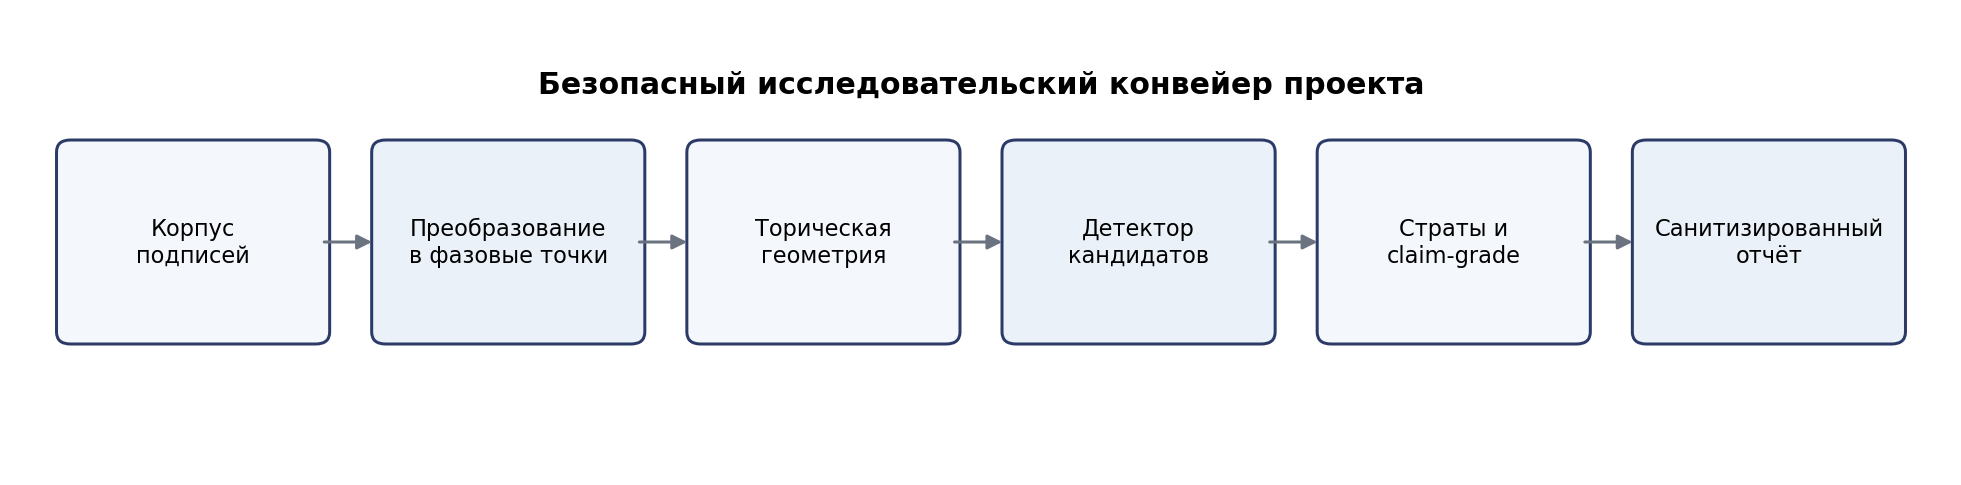 Безопасный исследовательский конвейер проекта
Корпус
подписей
Преобразование
в фазовые точки
Торическая
геометрия
Детектор
кандидатов
Страты и
claim-grade
Санитизированный
отчёт